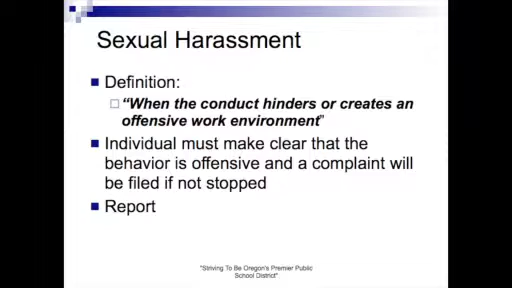 Sexual Harassment
Definition:
“When the conduct hinders or creates an
offensive work environment”
Individual must make clear that the
behavior is offensive and a complaint will
be filed if not stopped
Report
"Striving To Be Oregon's Premier Public
School District"